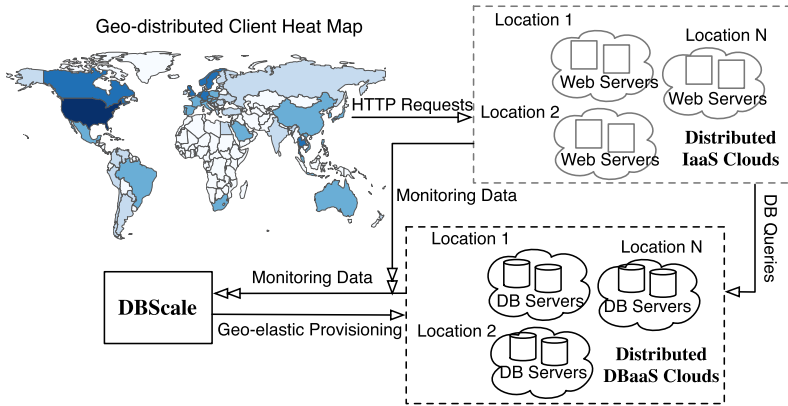 Geo-distributed Client Heat Map
Location 1
Location N
Web Servers
Web Servers
HTTP Requests
Location 2
Web Servers
Distributed
IaaS Clouds
Monitoring Data
DB Queries
Location 1
Location N
Monitoring Data
DB Servers
DB Servers
DBScale
Geo-elastic Provisioning
Location 2
DB Servers
Distributed
DBaaS Clouds